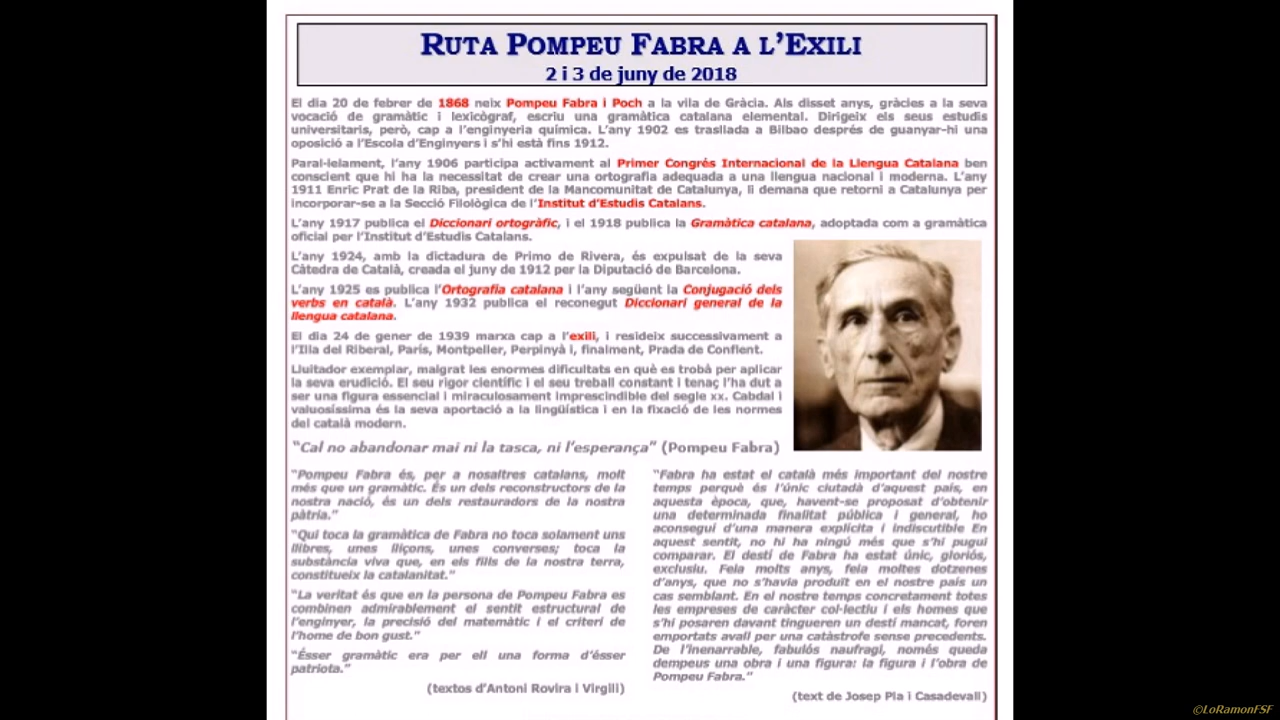 RUTA POMPEU FABRA A L'EXILI
2 i 3 de juny de 2018
El dia 20 de febrer de 1868 neix Pompeu Fabra i Poch a la vila de Gràcia. Als disset anys, gràcies a la seva
vocació de gramàtic i lexicògraf, escriu una gramàtica catalana elemental. Dirigeix els seus estudis
universitaris, però, cap a l'enginyeria química. L'any 1902 es trasllada a Bilbao després de guanyar-hi una
oposició a l'Escola d'Enginyers i s'hi està fins 1912.
Paral·lelament, l'any 1906 participa activament al Primer Congrés Internacional de la Llengua Catalana ben
conscient que hi ha la necessitat de crear una ortografia adequada a una llengua nacional i moderna. L'any
1911 Enric Prat de la Riba, president de la Mancomunitat de Catalunya, li demana que retorni a Catalunya per
incorporar-se a la Secció Filològica de l'Institut d'Estudis Catalans.
L'any 1917 publica el Diccionari ortogràfic, i el 1918 publica la Gramàtica catalana, adoptada com a gramàtica
oficial per l'Institut d'Estudis Catalans.
L'any 1924, amb la dictadura de Primo de Rivera, és expulsat de la seva
Càtedra de Català, creada el juny de 1912 per la Diputació de Barcelona.
L'any 1925 es publica l'Ortografia catalana i l'any següent la Conjugació dels
verbs en català. L'any 1932 publica el reconegut Diccionari general de la
llengua catalana.
El dia 24 de gener de 1939 marxa cap a l'exili, i resideix successivament a
l'Illa del Riberal, París, Montpeller, Perpinyà i, finalment, Prada de Conflent.
Lluitador exemplar, malgrat les enormes dificultats en què es trobà per aplicar
la seva erudició. El seu rigor científic i el seu treball constant i tenaç l'ha dut a
ser una figura essencial i miraculosament imprescindible del segle XX. Cabdal i
valuosíssima és la seva aportació a la lingüística i en la fixació de les normes
del català modern.
"Cal no abandonar mai ni la tasca, ni l'esperança" (Pompeu Fabra)
"Pompeu Fabra és, per a nosaltres catalans, molt
més que un gramàtic. És un dels reconstructors de la
nostra nació, és un dels restauradors de la nostra
pàtria."
"Qui toca la gramàtica de Fabra no toca solament uns
llibres, unes lliçons, unes converses; toca la
substància viva que, en els fills de la nostra terra,
constitueix la catalanitat."
"La veritat és que en la persona de Pompeu Fabra es
combinen admirablement el sentit estructural de
l'enginyer, la precisió del matemàtic i el criteri de
l'home de bon gust."
"Ésser gramàtic era per ell una forma d'ésser
patriota."
(textos d'Antoni Rovira i Virgili)
"Fabra ha estat el català més important del nostre
temps perquè és l'únic ciutadà d'aquest país, en
aquesta època, que, havent-se proposat d'obtenir
una determinada finalitat pública i general, ho
aconseguí d'una manera explícita i indiscutible En
aquest sentit, no hi ha ningú més que s'hi pugui
comparar. El destí de Fabra ha estat únic, gloriós,
exclusiu. Feia molts anys, feia moltes dotzenes
d'anys, que no s'havia produït en el nostre país un
cas semblant. En el nostre temps concretament totes
les empreses de caràcter col·lectiu i els homes que
s'hi posaren davant tingueren un destí mancat, foren
emportats avall per una catàstrofe sense precedents.
De l'inenarrable, fabulós naufragi, només queda
dempeus una obra i una figura: la figura i l'obra de
Pompeu Fabra."
(text de Josep Pla i Casadevall)
©LoRamonFSF